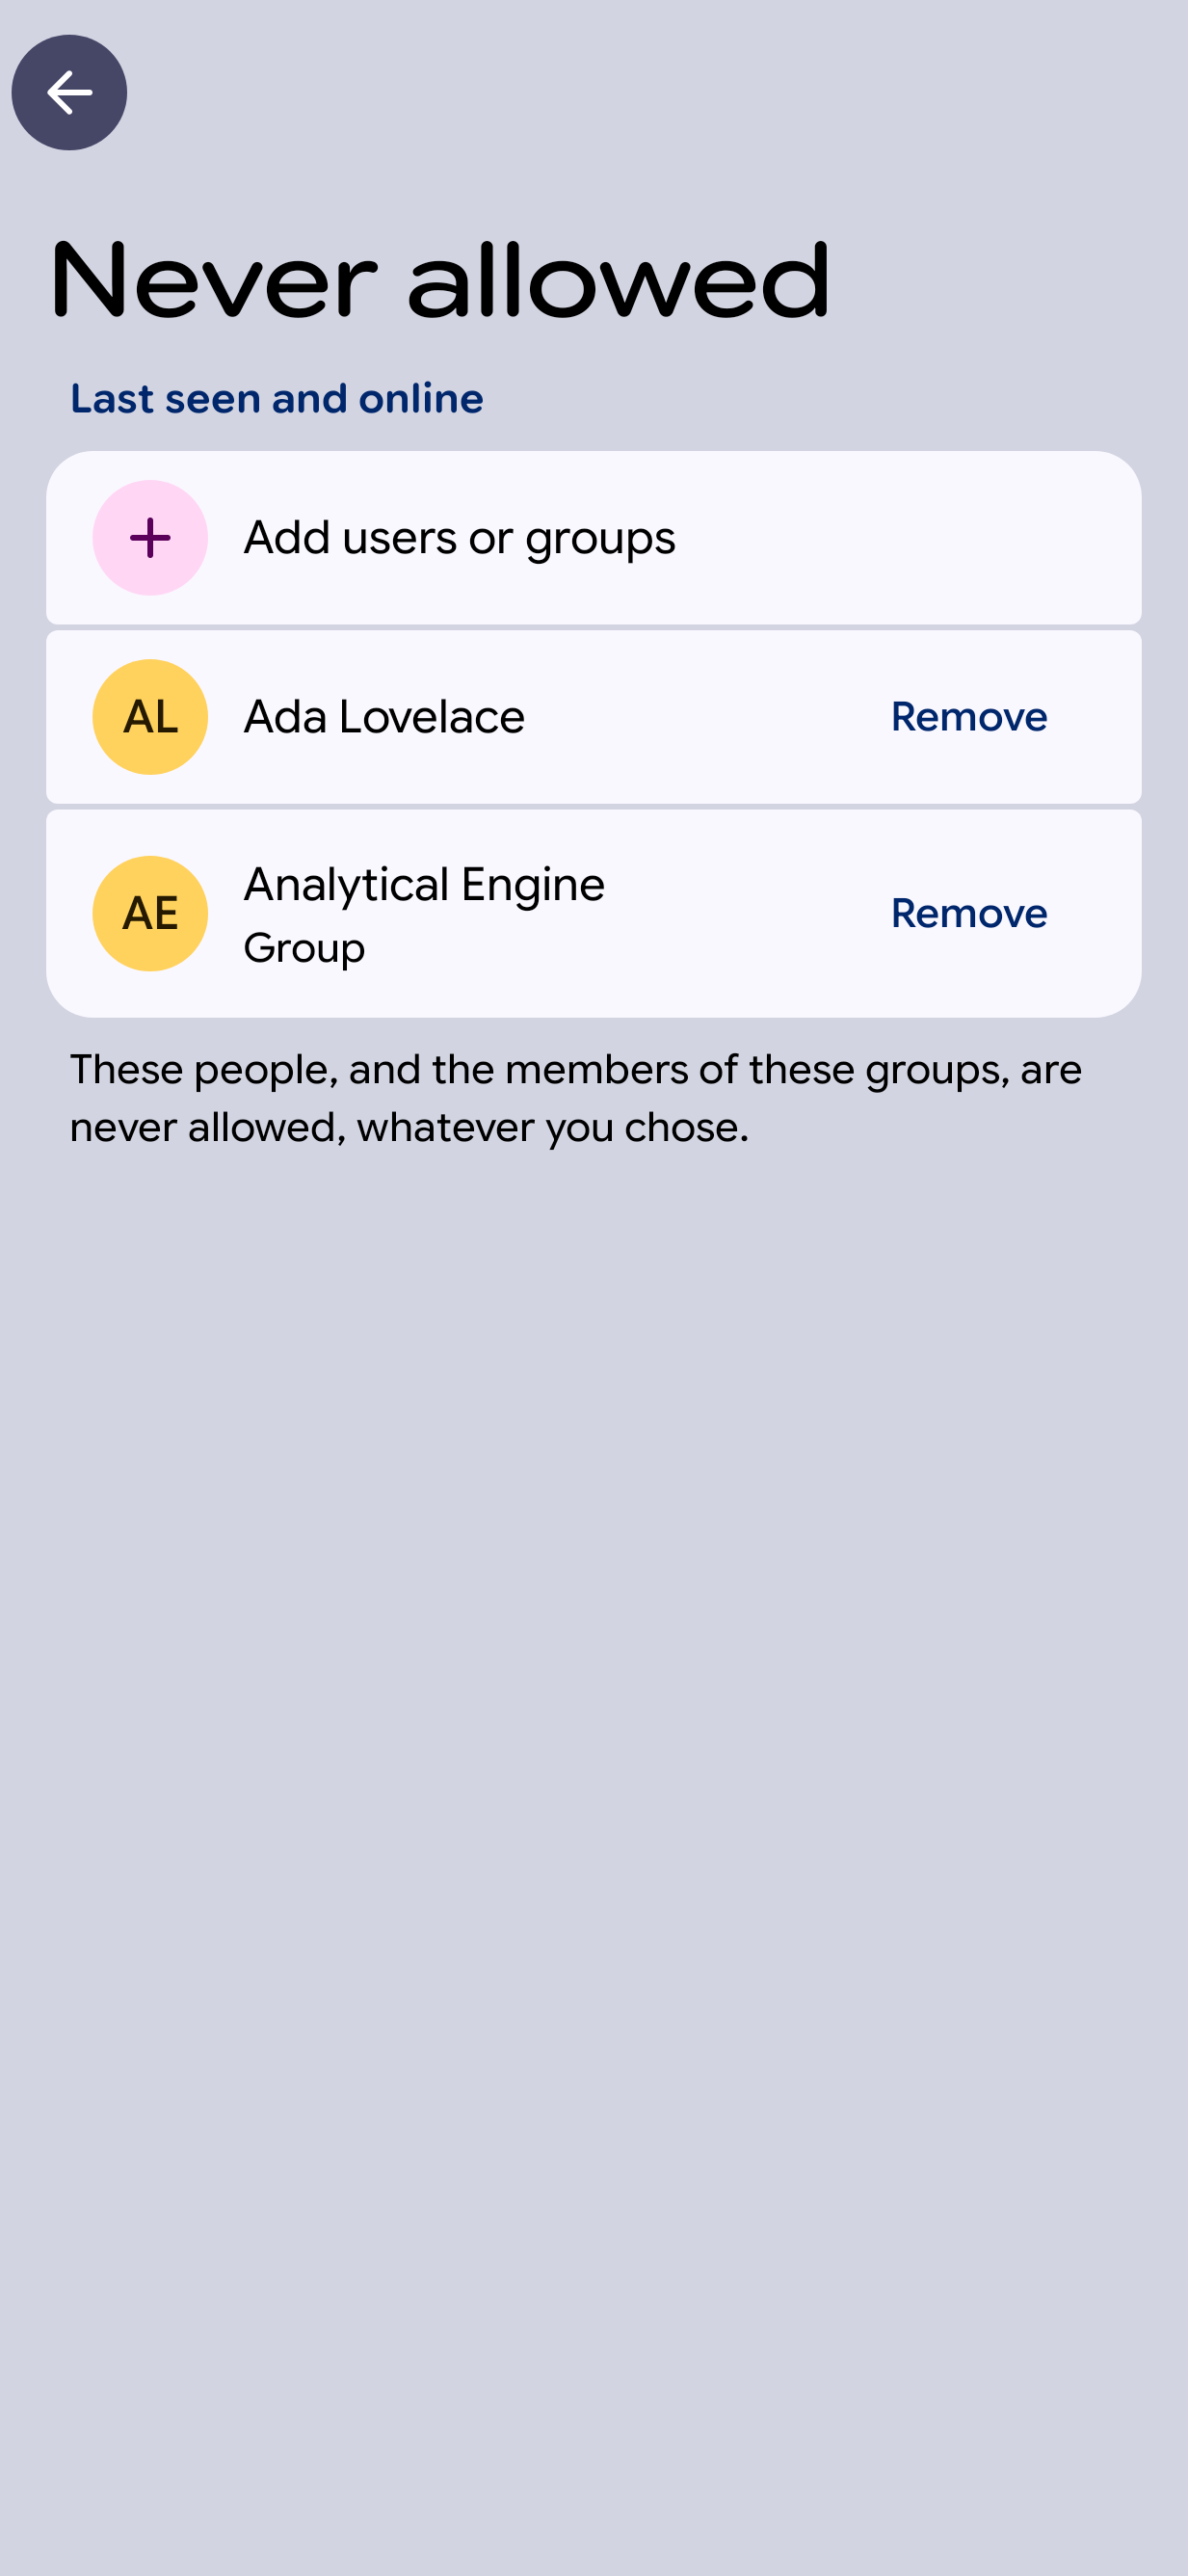 Never allowed
Last seen and online
Add users or groups
AL
Ada Lovelace
Remove
AE
Analytical Engine
Group
Remove
These people, and the members of these groups, are
never allowed, whatever you chose.